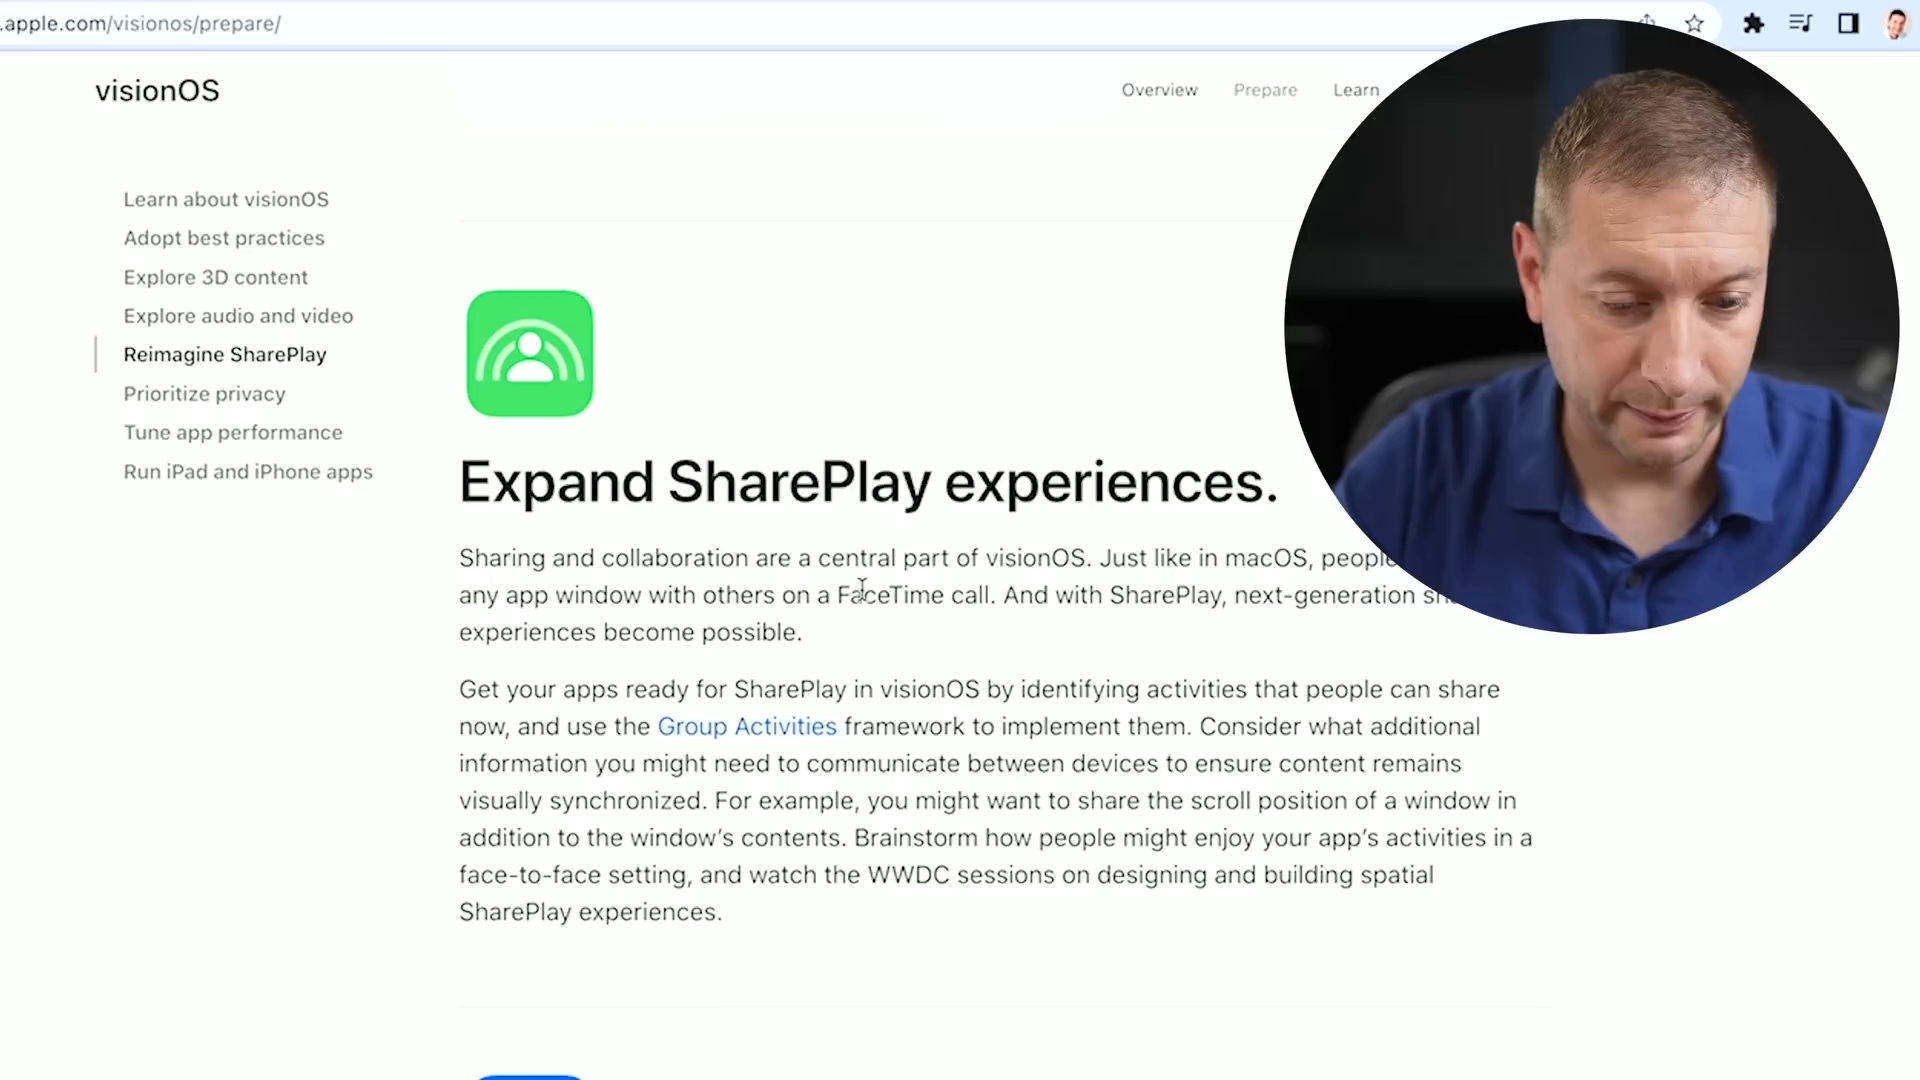 .apple.com/visionos/prepare/
visionOS
Overview
Prepare
Learn
Learn about visionOS
Adopt best practices
Explore 3D content
Explore audio and video
Reimagine SharePlay
Prioritize privacy
Tune app performance
Run iPad and iPhone apps
Expand SharePlay experiences.
Sharing and collaboration are a central part of visionOS. Just like in macOS,
any app window with others on a FaceTime call. And with SharePlay, next-generation
experiences become possible.
Get your apps ready for SharePlay in visionOS by identifying activities that people can share
now, and use the Group Activities framework to implement them. Consider what additional
information you might need to communicate between devices to ensure content remains
visually synchronized. For example, you might want to share the scroll position of a window in
addition to the window’s contents. Brainstorm how people might enjoy your app’s activities in a
face-to-face setting, and watch the WWDC sessions on designing and building spatial
SharePlay experiences.